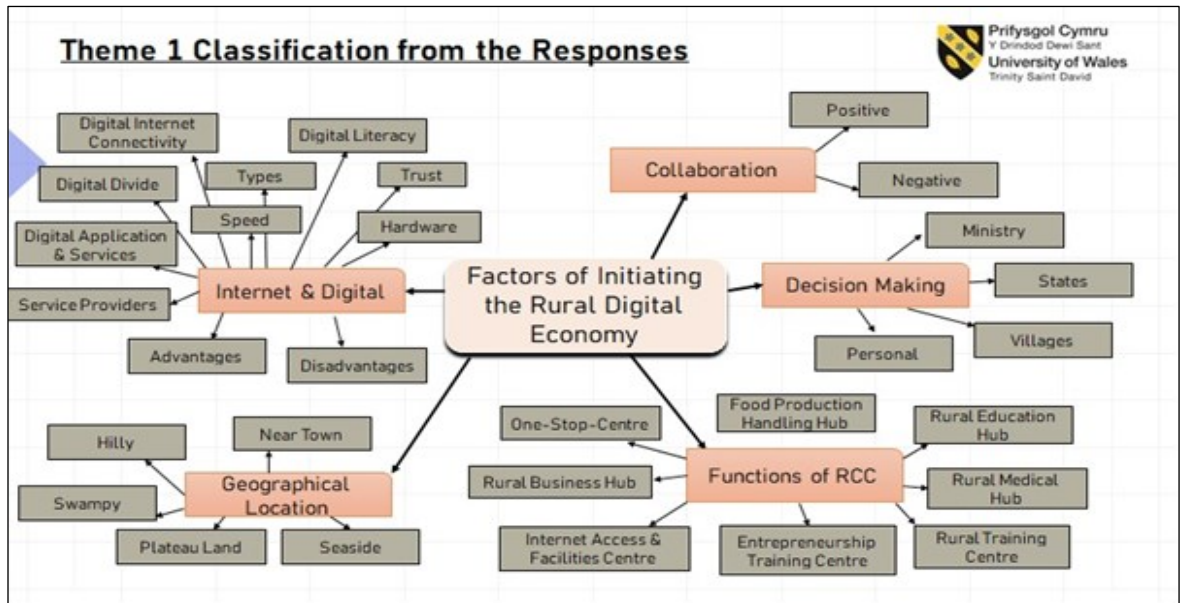 Theme 1 Classification from the Responses
Prifysgol Cymru
Y Drindod Dewi Sant
University of Wales
Trinity Saint David
Digital Internet
Connectivity
Digital Literacy
Digital Divide
Types
Trust
Speed
Hardware
Digital Application
& Services
Internet & Digital
Service Providers
Advantages
Disadvantages
Positive
Collaboration
Negative
Factors of Initiating
the Rural Digital
Economy
Ministry
Decision Making
States
Personal
Villages
Near Town
Hilly
Geographical
Location
Swampy
Plateau Land
Seaside
Food Production
Handling Hub
One-Stop-Centre
Rural Education
Hub
Functions of RCC
Rural Business Hub
Rural Medical
Hub
Internet Access &
Facilities Centre
Entrepreneurship
Training Centre
Rural Training
Centre